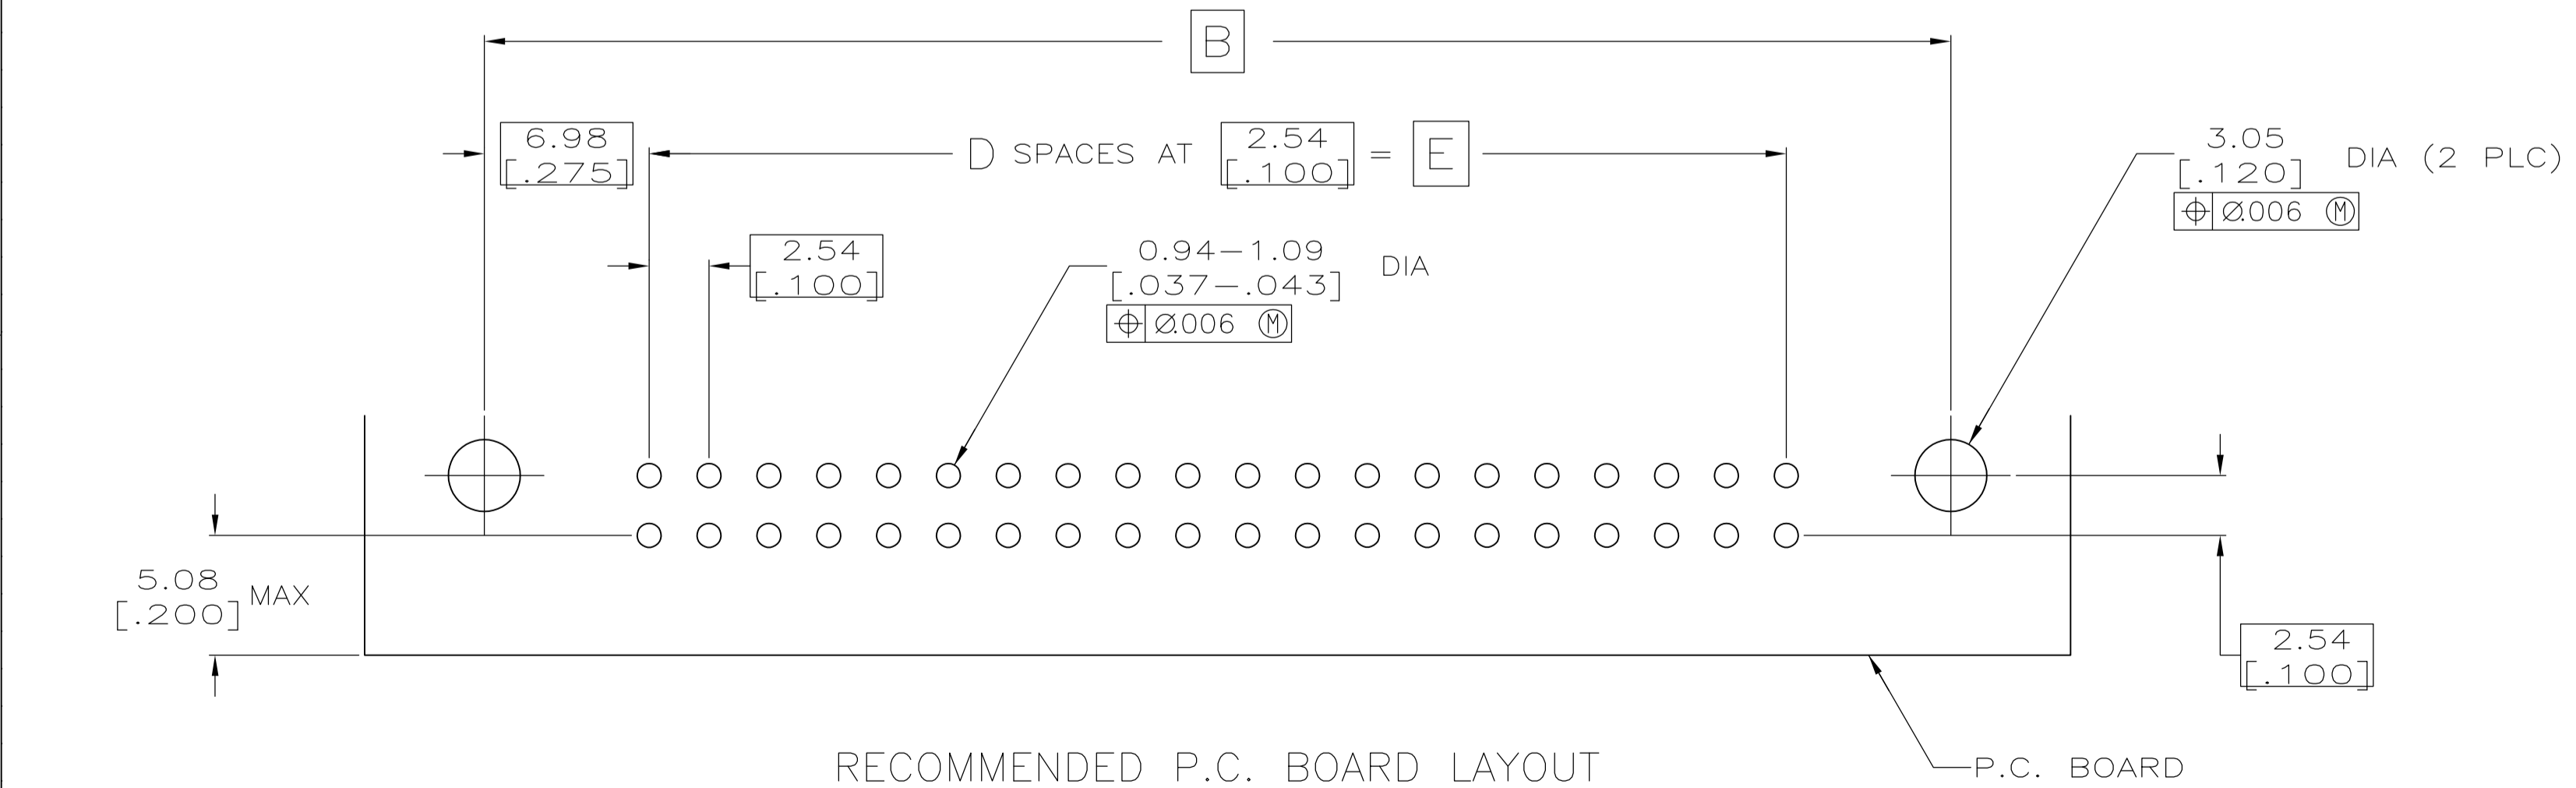 B
6.98
[.275]
D SPACES AT 2.54 = E
[.100]
3.05
[.120] DIA (2 PLC)
⌖ Ø.006 Ⓜ
2.54
[.100]
0.94–1.09
[.037–.043] DIA
⌖ Ø.006 Ⓜ
5.08
[.200] MAX
2.54
[.100]
RECOMMENDED P.C. BOARD LAYOUT
P.C. BOARD